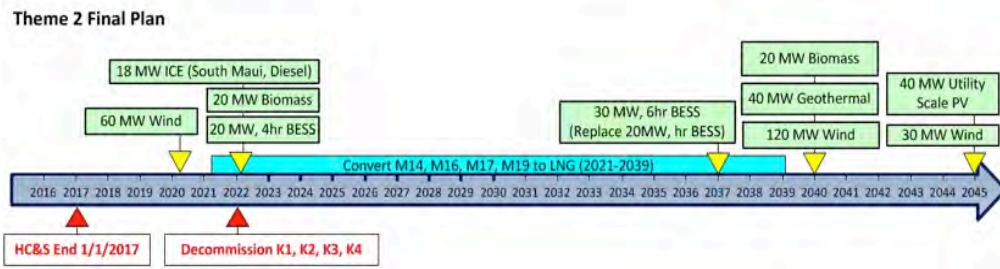 Theme 2 Final Plan
18 MW ICE (South Maui, Diesel)
60 MW Wind
20 MW Biomass
20 MW, 4hr BESS
30 MW, 6hr BESS
(Replace 20MW, hr BESS)
20 MW Biomass
40 MW Geothermal
120 MW Wind
40 MW Utility
Scale PV
30 MW Wind
Convert M14, M16, M17, M19 to LNG (2021-2039)
2016 2017 2018 2019 2020 2021 2022 2023 2024 2025 2026 2027 2028 2029 2030 2031 2032 2033 2034 2035 2036 2037 2038 2039 2040 2041 2042 2043 2044 2045
HC&S End 1/1/2017
Decommission K1, K2, K3, K4